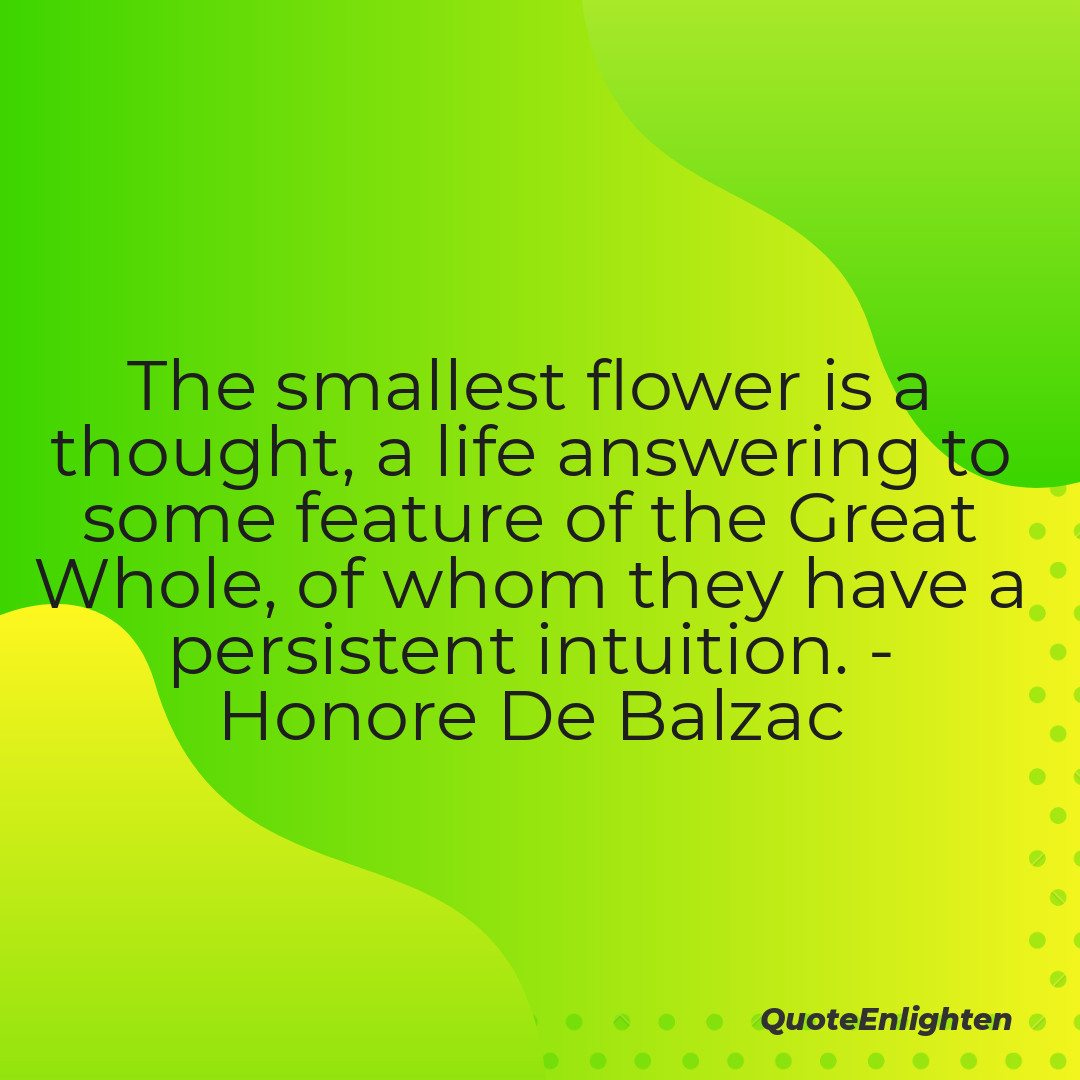 The smallest flower is a
thought, a life answering to
some feature of the Great
Whole, of whom they have a
persistent intuition. -
Honore De Balzac
QuoteEnlighten